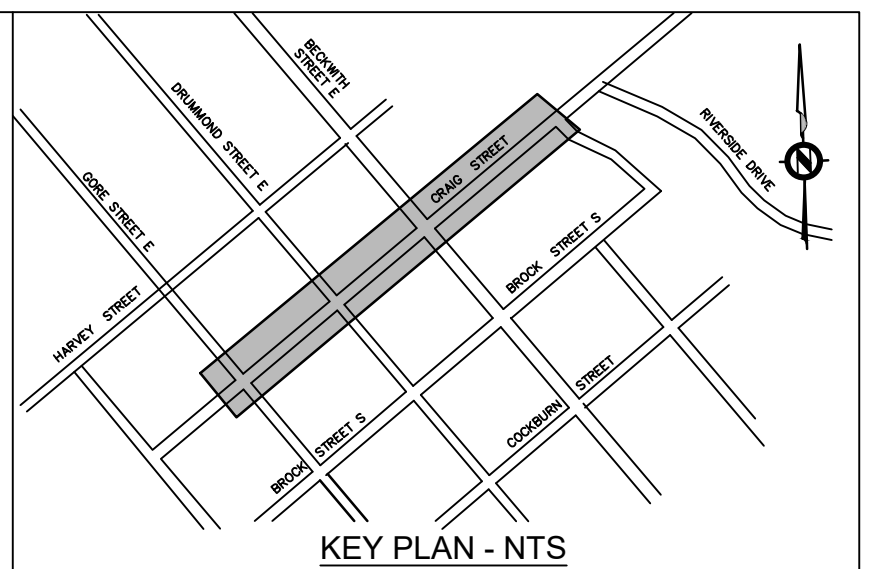 BECKWITH
STREET E
DRUMMOND STREET E
CRAIG STREET
RIVERSIDE DRIVE
N
GORE STREET E
BROCK STREET S
HARVEY STREET
COCKBURN STREET
BROCK STREET S
KEY PLAN - NTS